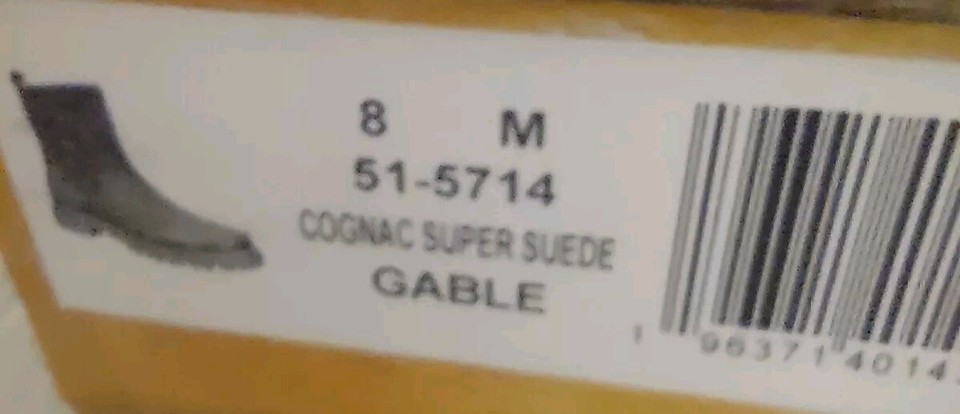 8 M
51-5714
COGNAC SUPER SUEDE
GABLE
1 96371 4014